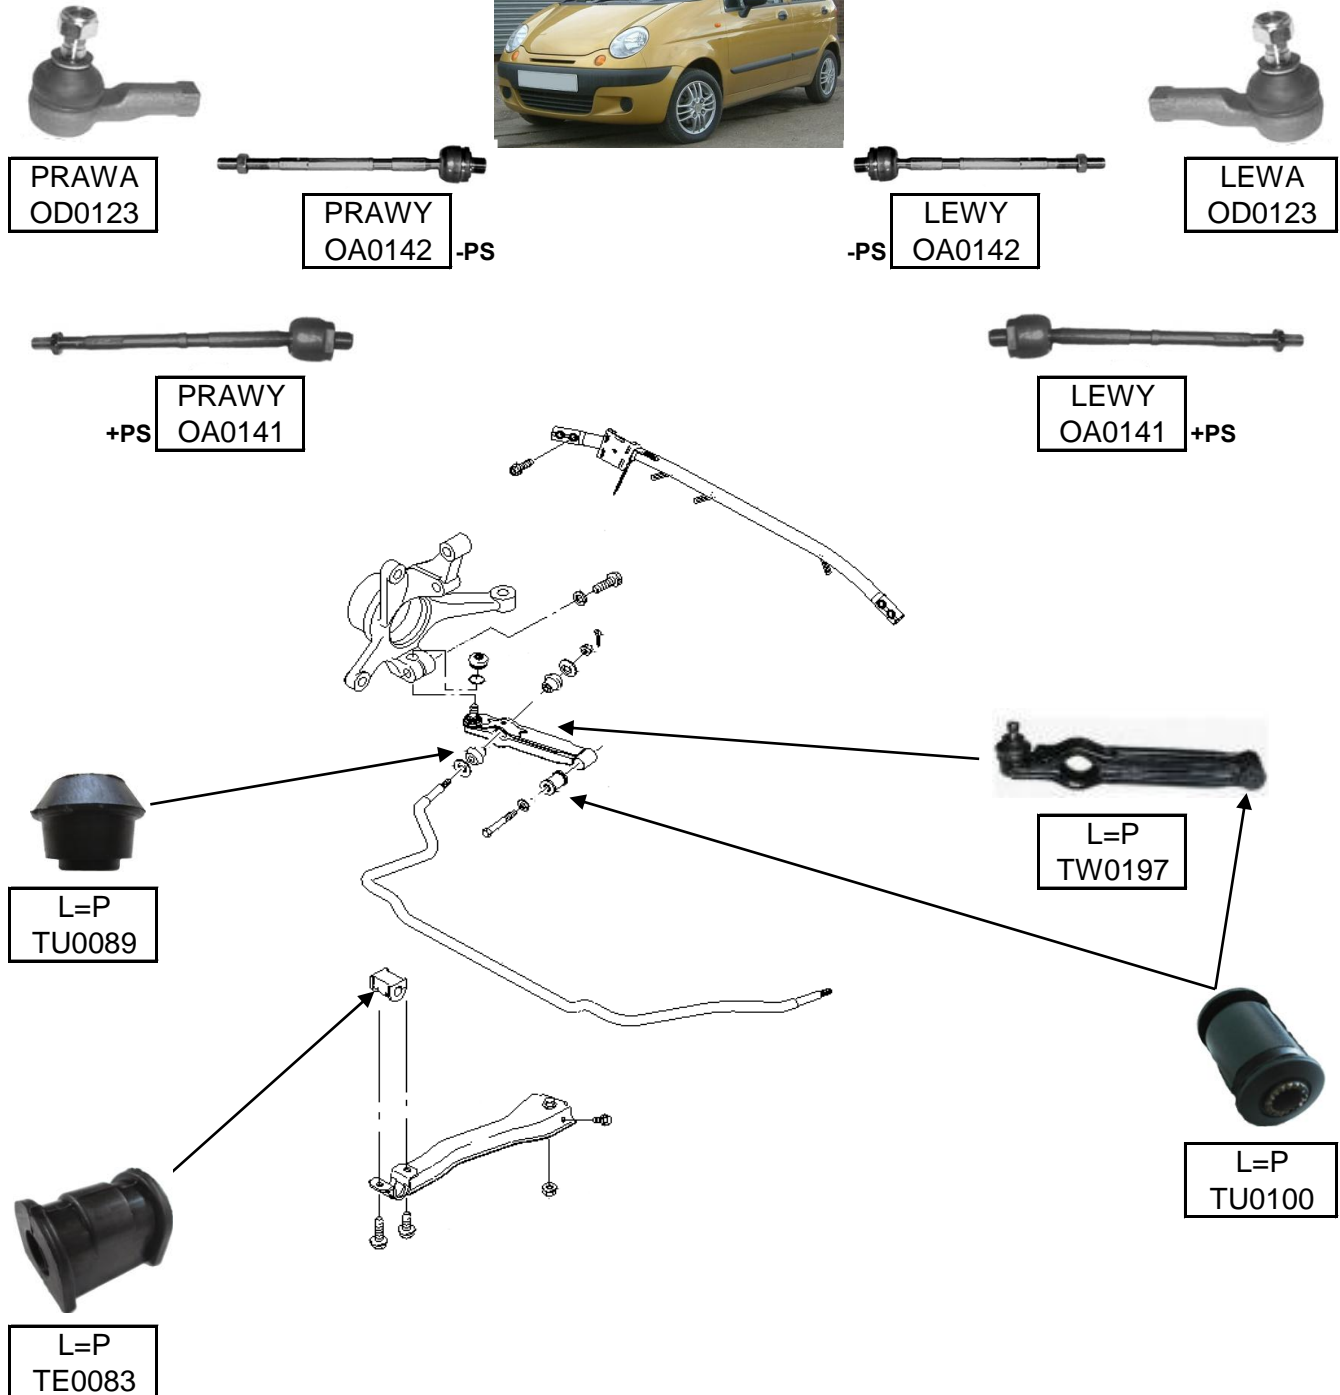 PRAWA
OD0123
PRAWY
OA0142 -PS
LEWY
-PS OA0142
LEWA
OD0123
PRAWY
+PS OA0141
LEWY
OA0141 +PS
L=P
TW0197
L=P
TU0089
L=P
TU0100
L=P
TE0083